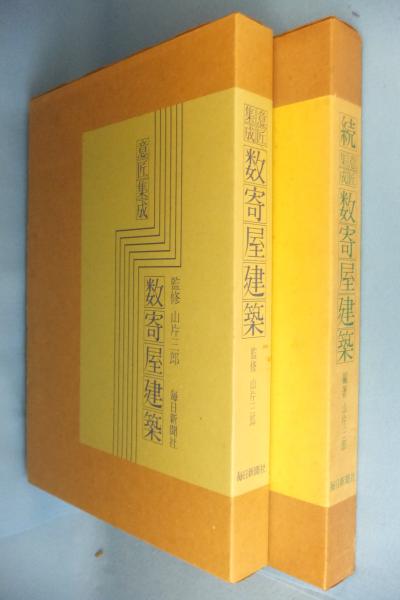 意匠集成
数寄屋建築
監修 山片三郎
毎日新聞社
意匠
集成
数寄屋建築
監修 山片三郎
毎日新聞社
続
意匠
集成
数寄屋建築
編著 山片三郎
毎日新聞社